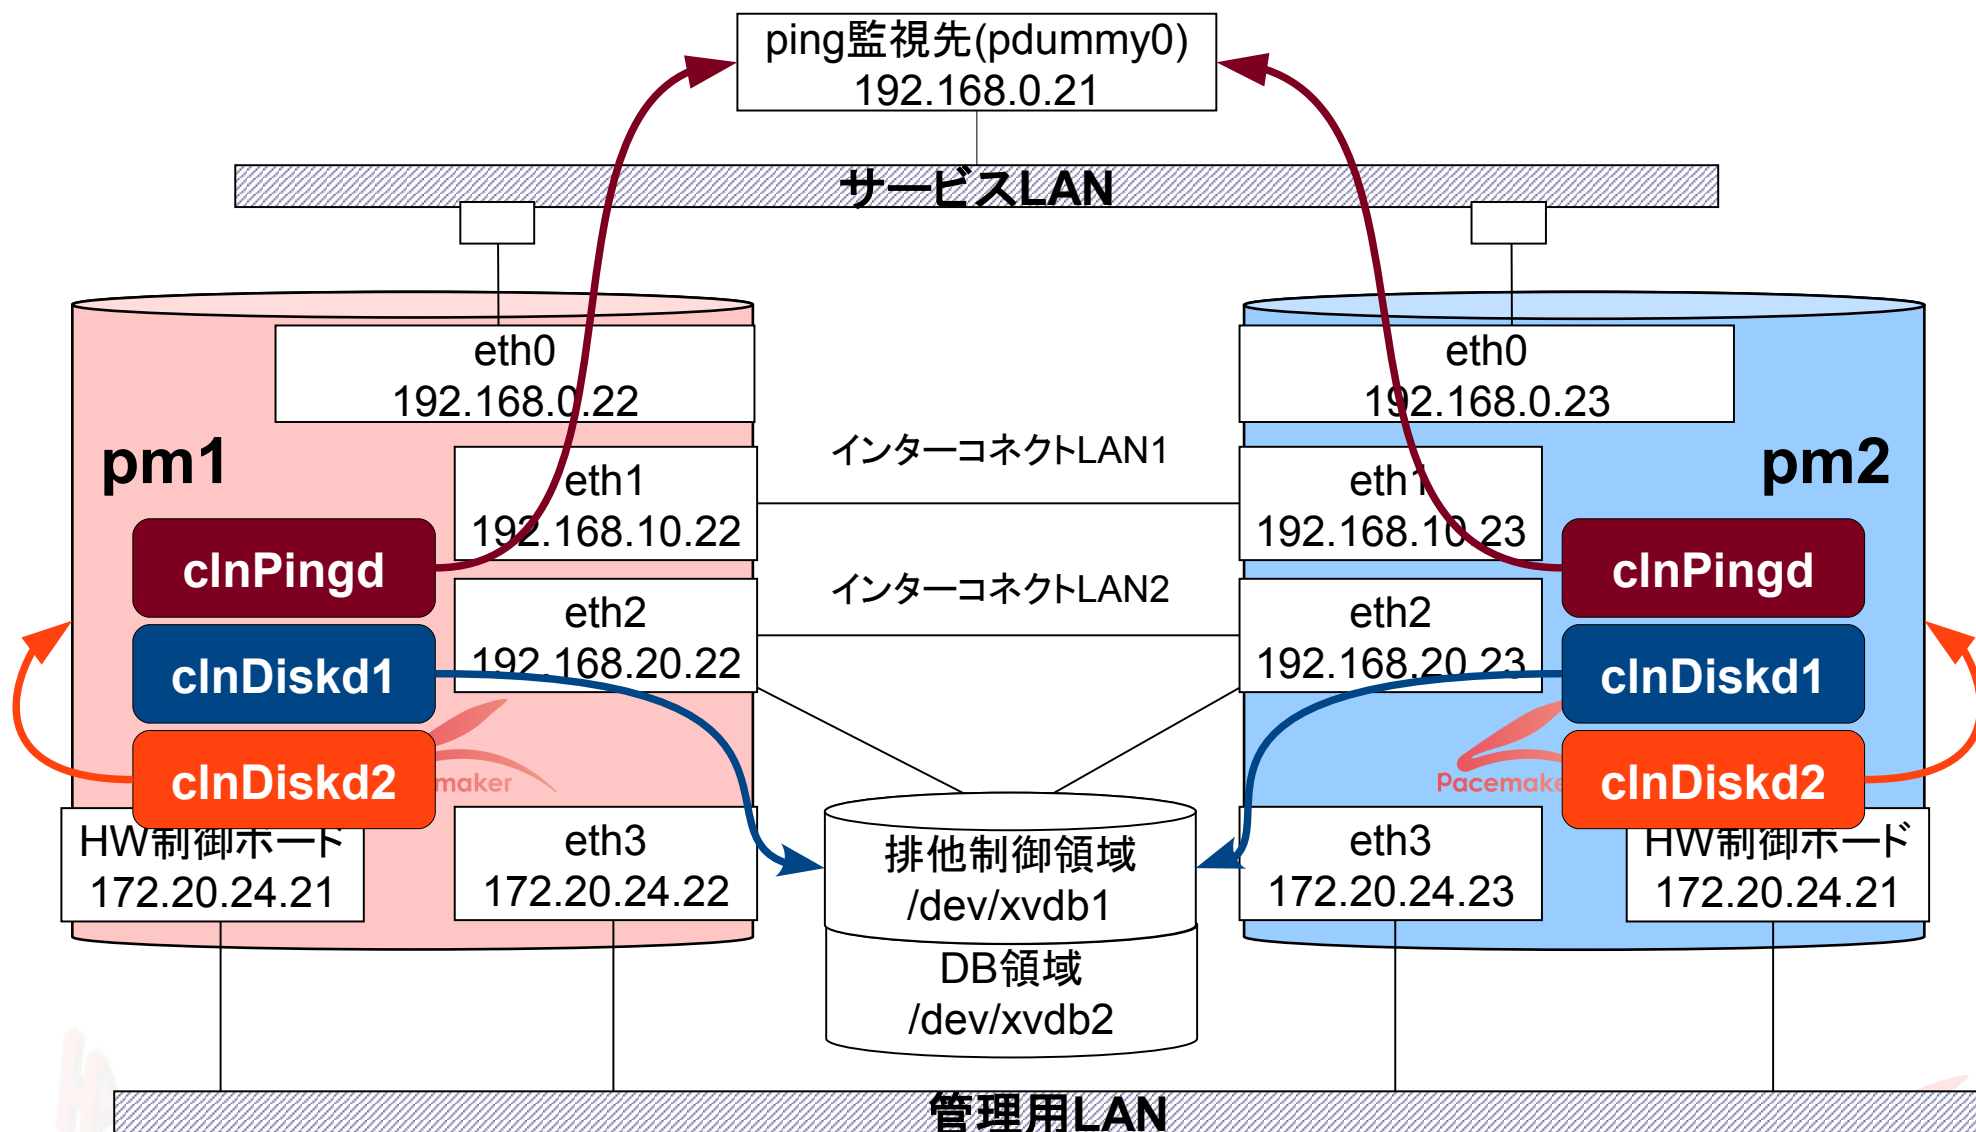 ping監視先(pdummy0)
192.168.0.21
サービスLAN
eth0
192.168.0.22
eth0
192.168.0.23
pm1
pm2
インターコネクトLAN1
eth1
192.168.10.22
eth1
192.168.10.23
clnPingd
clnPingd
インターコネクトLAN2
eth2
192.168.20.22
eth2
192.168.20.23
clnDiskd1
clnDiskd1
clnDiskd2
maker
Pacemake
clnDiskd2
HW制御ボード
172.20.24.21
eth3
172.20.24.22
排他制御領域
/dev/xvdb1
eth3
172.20.24.23
HW制御ボード
172.20.24.21
DB領域
/dev/xvdb2
管理用LAN